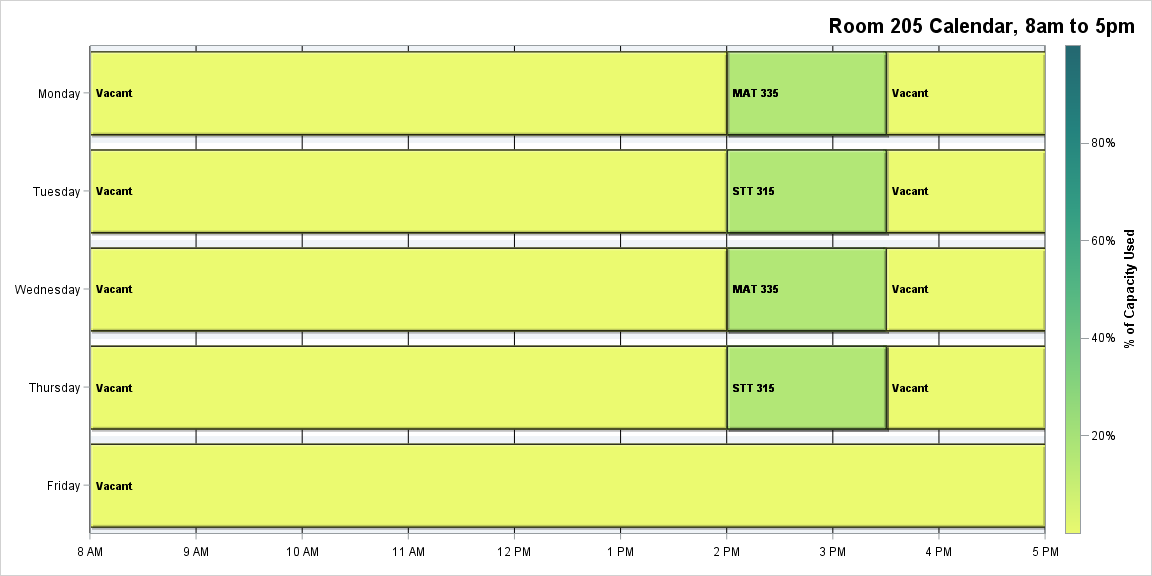 Room 205 Calendar, 8am to 5pm
Monday Vacant MAT 335 Vacant
Tuesday Vacant STT 315 Vacant
Wednesday Vacant MAT 335 Vacant
Thursday Vacant STT 315 Vacant
Friday Vacant
8 AM 9 AM 10 AM 11 AM 12 PM 1 PM 2 PM 3 PM 4 PM 5 PM
80%
60%
40%
20%
% of Capacity Used